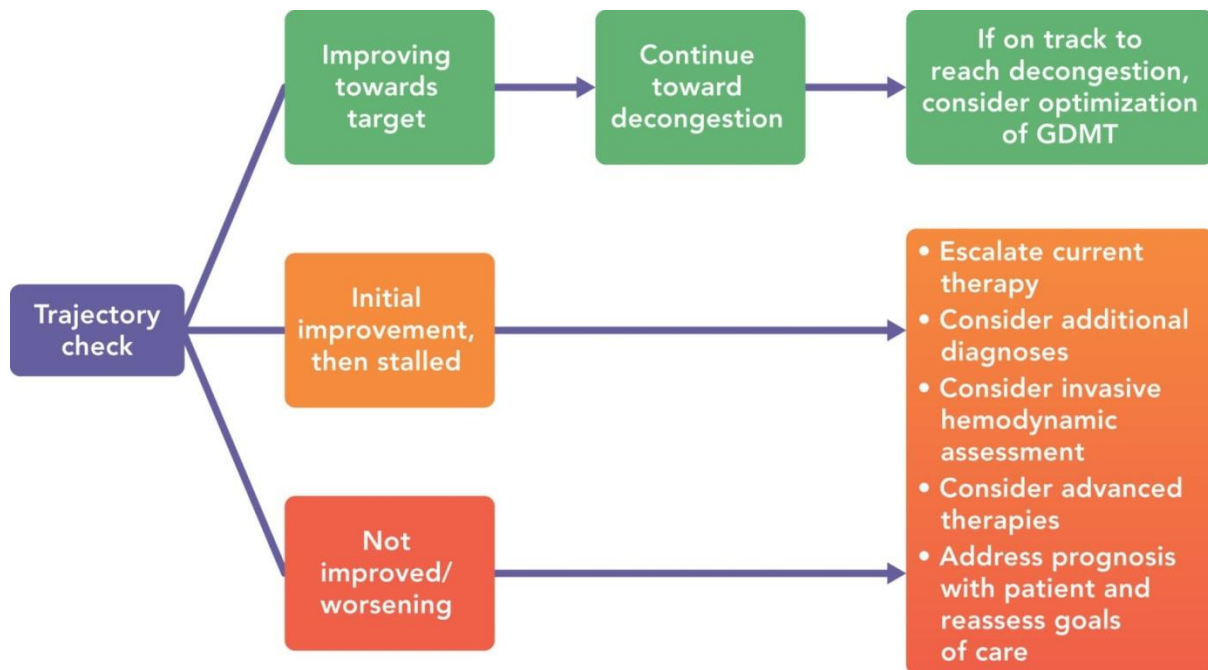 Improving
towards
target
Continue
toward
decongestion
If on track to
reach decongestion,
consider optimization
of GDMT
Trajectory
check
Initial
improvement,
then stalled
Not
improved/
worsening
• Escalate current
therapy
• Consider additional
diagnoses
• Consider invasive
hemodynamic
assessment
• Consider advanced
therapies
• Address prognosis
with patient and
reassess goals
of care